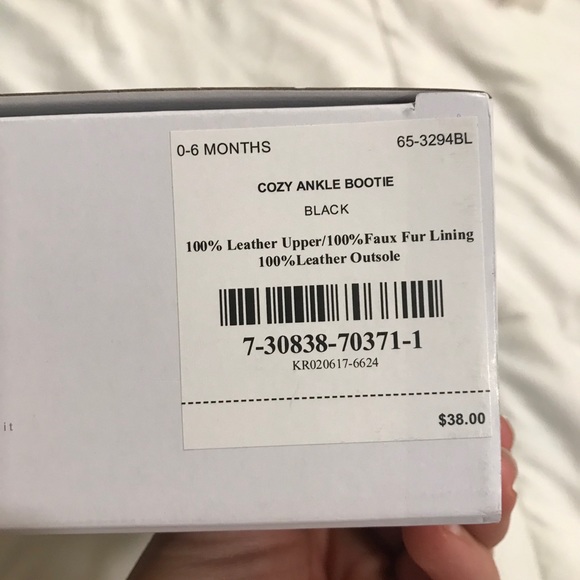 0-6 MONTHS 65-3294BL
COZY ANKLE BOOTIE
BLACK
100% Leather Upper/100%Faux Fur Lining
100%Leather Outsole
7-30838-70371-1
KR020617-6624
$38.00
it